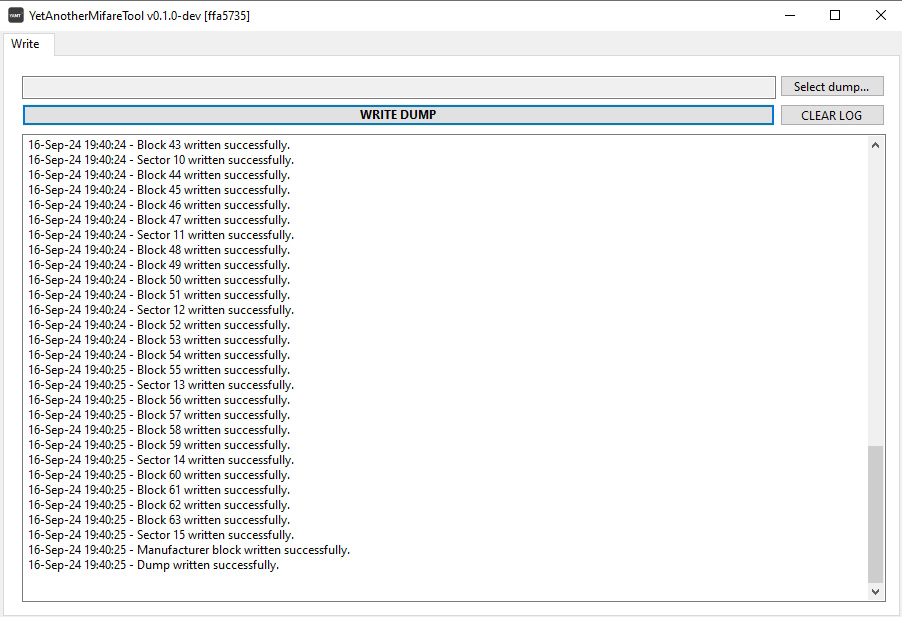 YAMT YetAnotherMifareTool v0.1.0-dev [ffa5735]
Write
Select dump...
WRITE DUMP CLEAR LOG
16-Sep-24 19:40:24 - Block 43 written successfully.
16-Sep-24 19:40:24 - Sector 10 written successfully.
16-Sep-24 19:40:24 - Block 44 written successfully.
16-Sep-24 19:40:24 - Block 45 written successfully.
16-Sep-24 19:40:24 - Block 46 written successfully.
16-Sep-24 19:40:24 - Block 47 written successfully.
16-Sep-24 19:40:24 - Sector 11 written successfully.
16-Sep-24 19:40:24 - Block 48 written successfully.
16-Sep-24 19:40:24 - Block 49 written successfully.
16-Sep-24 19:40:24 - Block 50 written successfully.
16-Sep-24 19:40:24 - Block 51 written successfully.
16-Sep-24 19:40:24 - Sector 12 written successfully.
16-Sep-24 19:40:24 - Block 52 written successfully.
16-Sep-24 19:40:24 - Block 53 written successfully.
16-Sep-24 19:40:24 - Block 54 written successfully.
16-Sep-24 19:40:25 - Block 55 written successfully.
16-Sep-24 19:40:25 - Sector 13 written successfully.
16-Sep-24 19:40:25 - Block 56 written successfully.
16-Sep-24 19:40:25 - Block 57 written successfully.
16-Sep-24 19:40:25 - Block 58 written successfully.
16-Sep-24 19:40:25 - Block 59 written successfully.
16-Sep-24 19:40:25 - Sector 14 written successfully.
16-Sep-24 19:40:25 - Block 60 written successfully.
16-Sep-24 19:40:25 - Block 61 written successfully.
16-Sep-24 19:40:25 - Block 62 written successfully.
16-Sep-24 19:40:25 - Block 63 written successfully.
16-Sep-24 19:40:25 - Sector 15 written successfully.
16-Sep-24 19:40:25 - Manufacturer block written successfully.
16-Sep-24 19:40:25 - Dump written successfully.